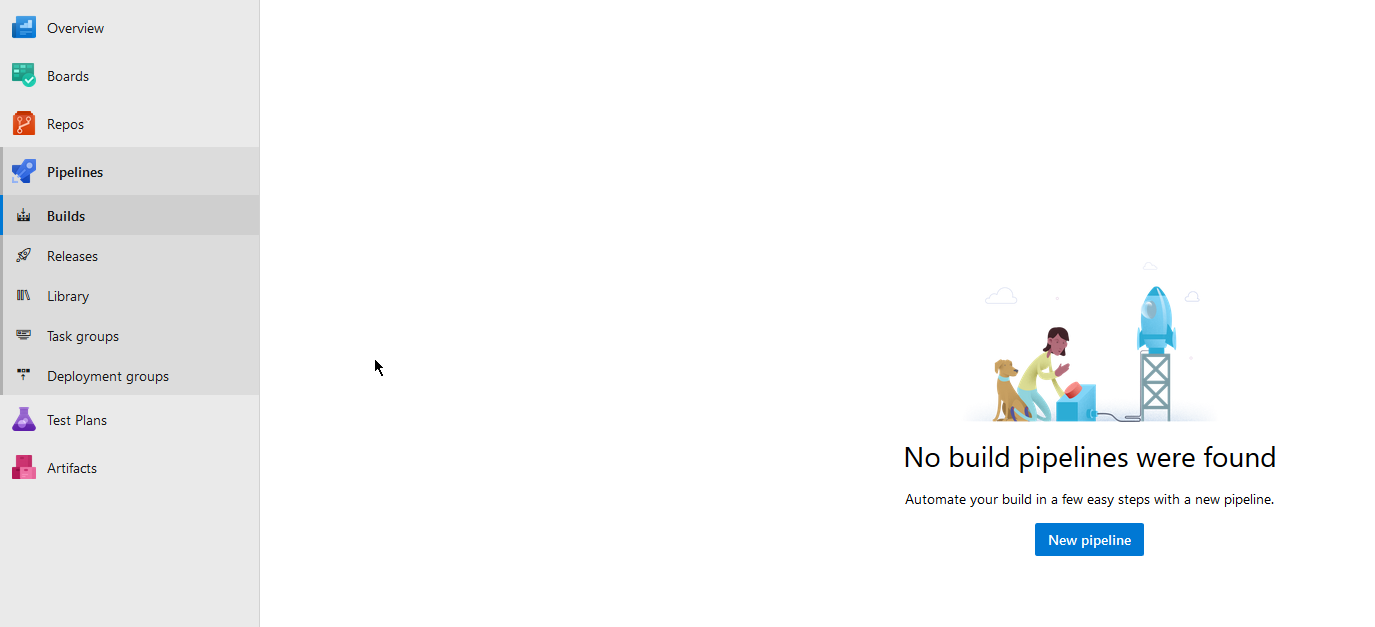 Overview
Boards
Repos
Pipelines
Builds
Releases
Library
Task groups
Deployment groups
Test Plans
Artifacts
No build pipelines were found
Automate your build in a few easy steps with a new pipeline.
New pipeline